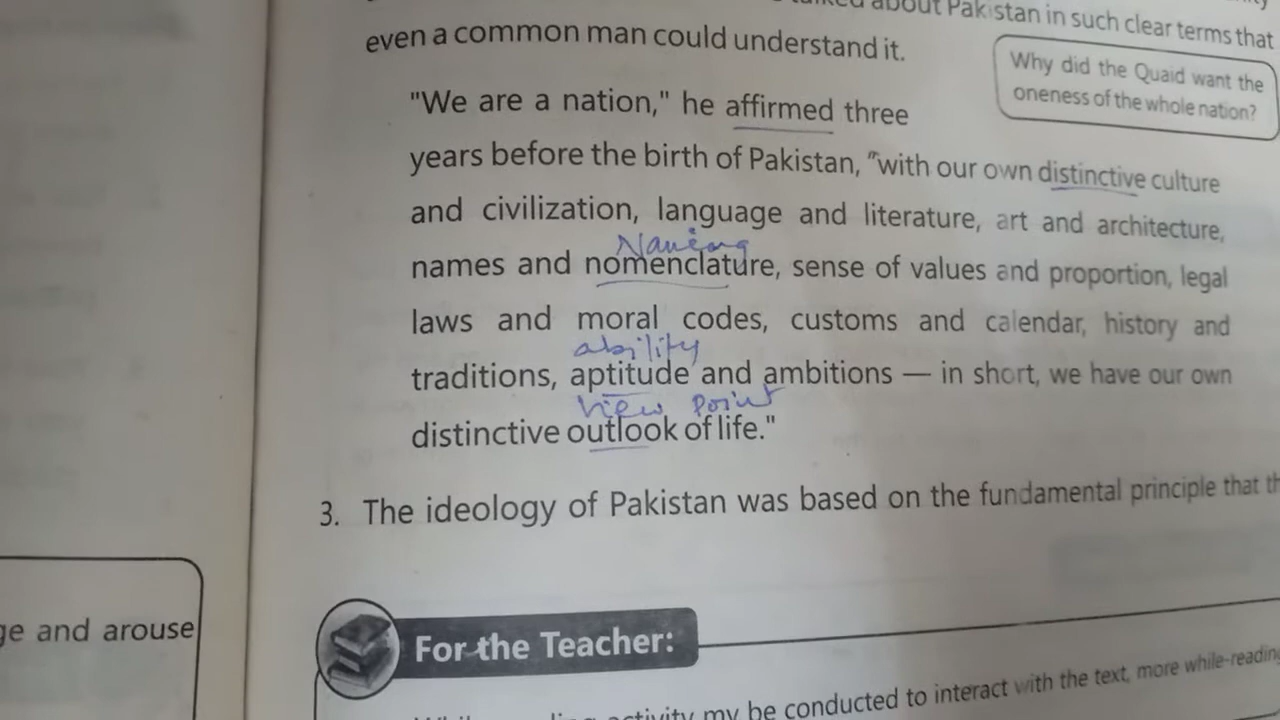 about Pakistan in such clear terms that
even a common man could understand it.
Why did the Quaid want the
oneness of the whole nation?
"We are a nation," he affirmed three
years before the birth of Pakistan, "with our own distinctive culture
and civilization, language and literature, art and architecture,
Naming
names and nomenclature, sense of values and proportion, legal
laws and moral codes, customs and calendar, history and
ability
traditions, aptitude and ambitions — in short, we have our own
view point
distinctive outlook of life."
3. The ideology of Pakistan was based on the fundamental principle that
and arouse
For the Teacher:
my be conducted to interact with the text, more while-reading